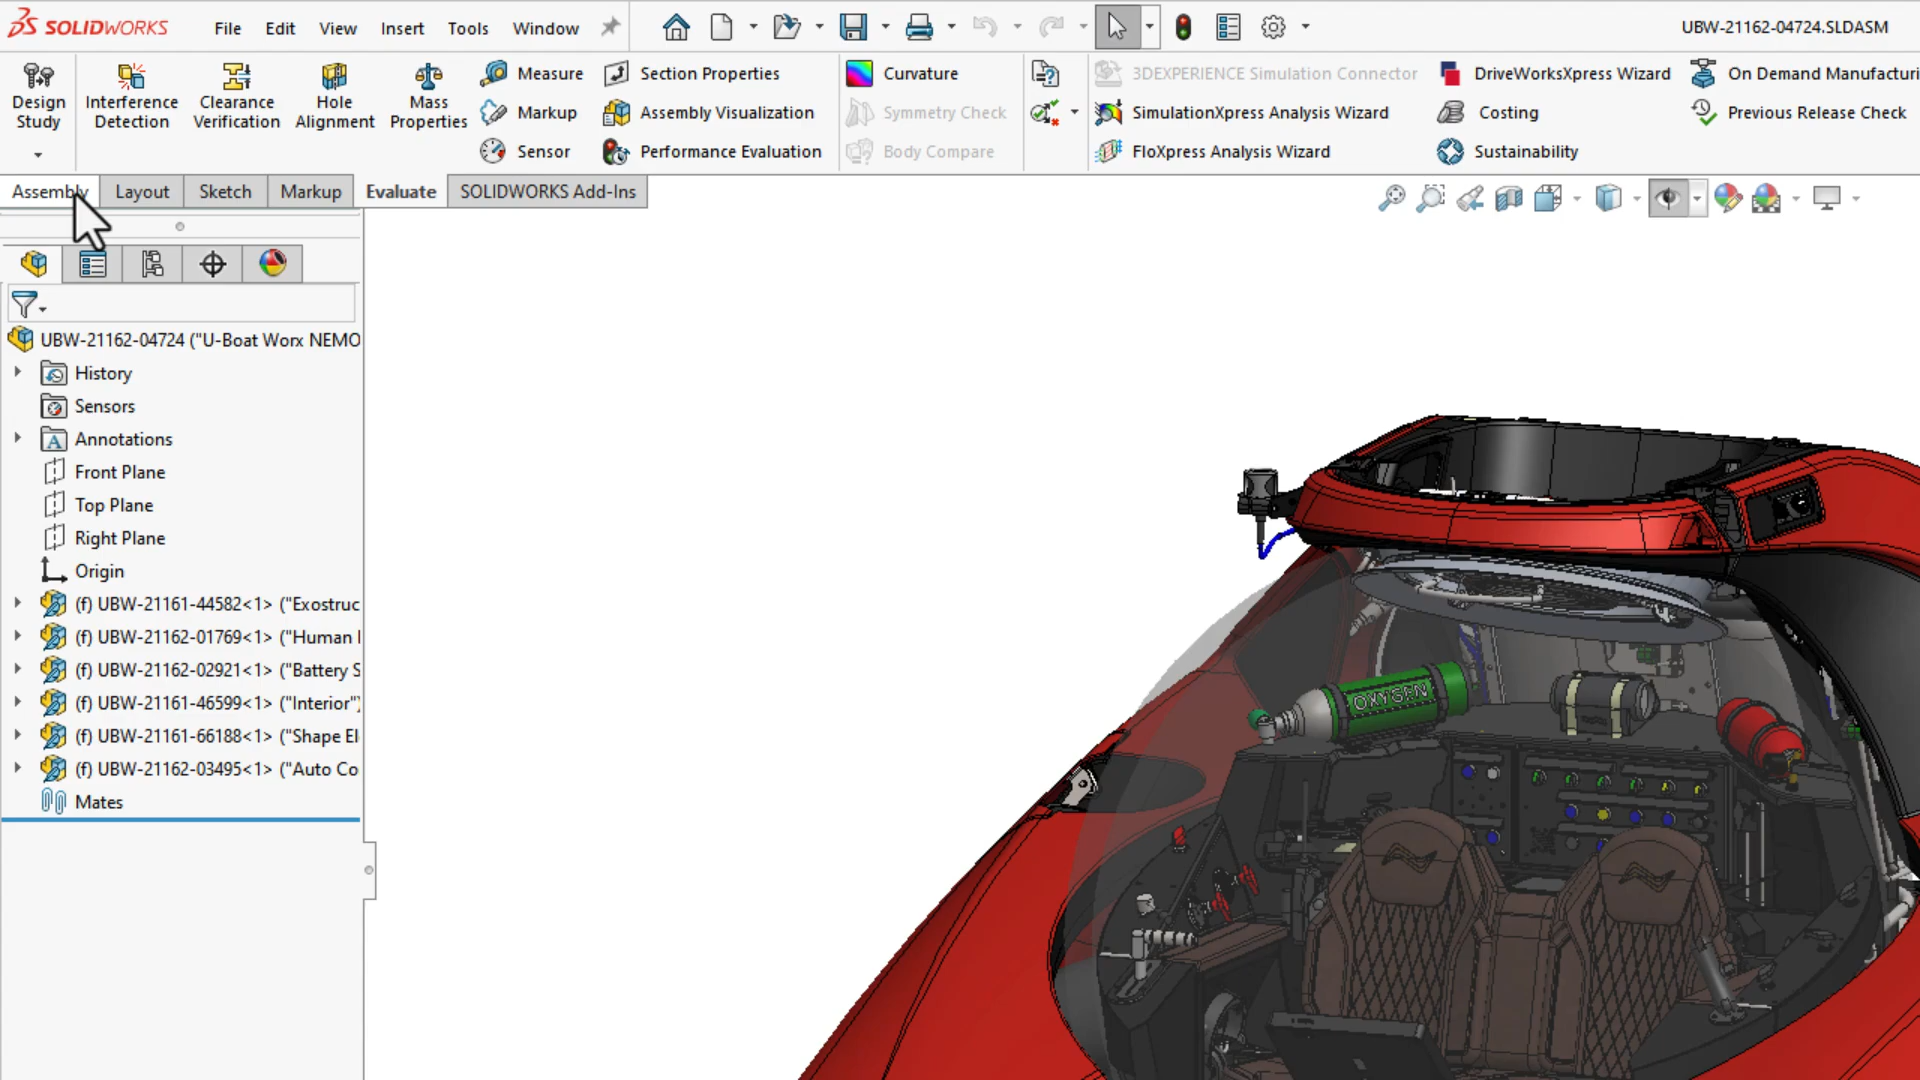 SOLIDWORKS File Edit View Insert Tools Window UBW-21162-04724.SLDASM
Design Study
Interference Detection
Clearance Verification
Hole Alignment
Mass Properties
Measure
Markup
Sensor
Section Properties
Assembly Visualization
Performance Evaluation
Curvature
Symmetry Check
Body Compare
3DEXPERIENCE Simulation Connector
SimulationXpress Analysis Wizard
FloXpress Analysis Wizard
DriveWorksXpress Wizard
Costing
Sustainability
On Demand Manufacturi
Previous Release Check
Assembly Layout Sketch Markup Evaluate SOLIDWORKS Add-Ins
UBW-21162-04724 ("U-Boat Worx NEMO
History
Sensors
Annotations
Front Plane
Top Plane
Right Plane
Origin
(f) UBW-21161-44582<1> ("Exostruc
(f) UBW-21162-01769<1> ("Human
(f) UBW-21162-02921<1> ("Battery S
(f) UBW-21161-46599<1> ("Interior")
(f) UBW-21161-66188<1> ("Shape El
(f) UBW-21162-03495<1> ("Auto Co
Mates
OXYGEN